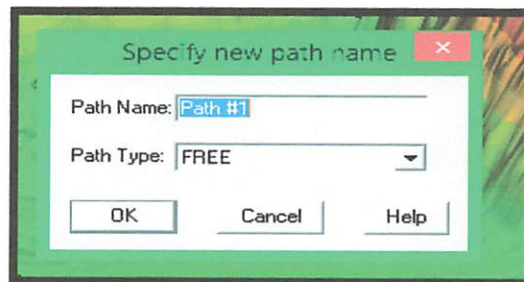 Specify new path name ×
Path Name: Path #1
Path Type: FREE
OK Cancel Help